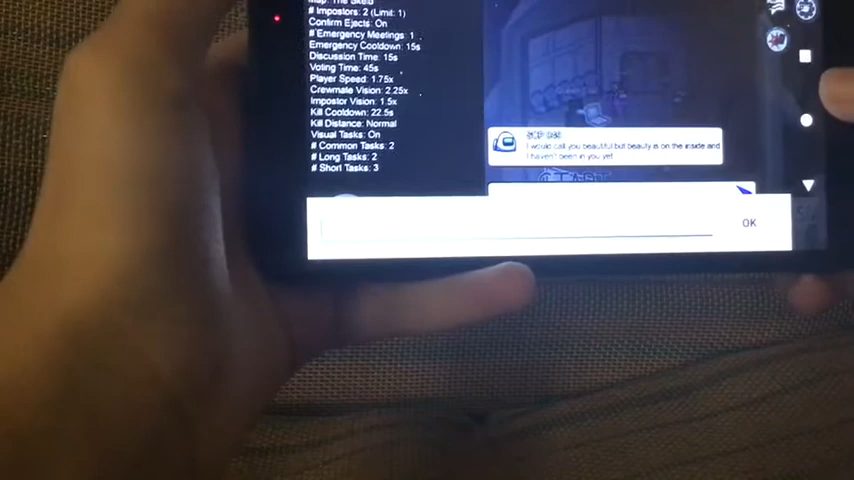 # Impostors: 2 (Limit: 1)
Confirm Ejects: On
# Emergency Meetings: 1
Emergency Cooldown: 15s
Discussion Time: 15s
Voting Time: 45s
Player Speed: 1.75x
Crewmate Vision: 2.25x
Impostor Vision: 1.5x
Kill Cooldown: 22.5s
Kill Distance: Normal
Visual Tasks: On
# Common Tasks: 2
# Long Tasks: 2
# Short Tasks: 3
I would call you beautiful but beauty is on the inside and
I haven't been in you yet
OK